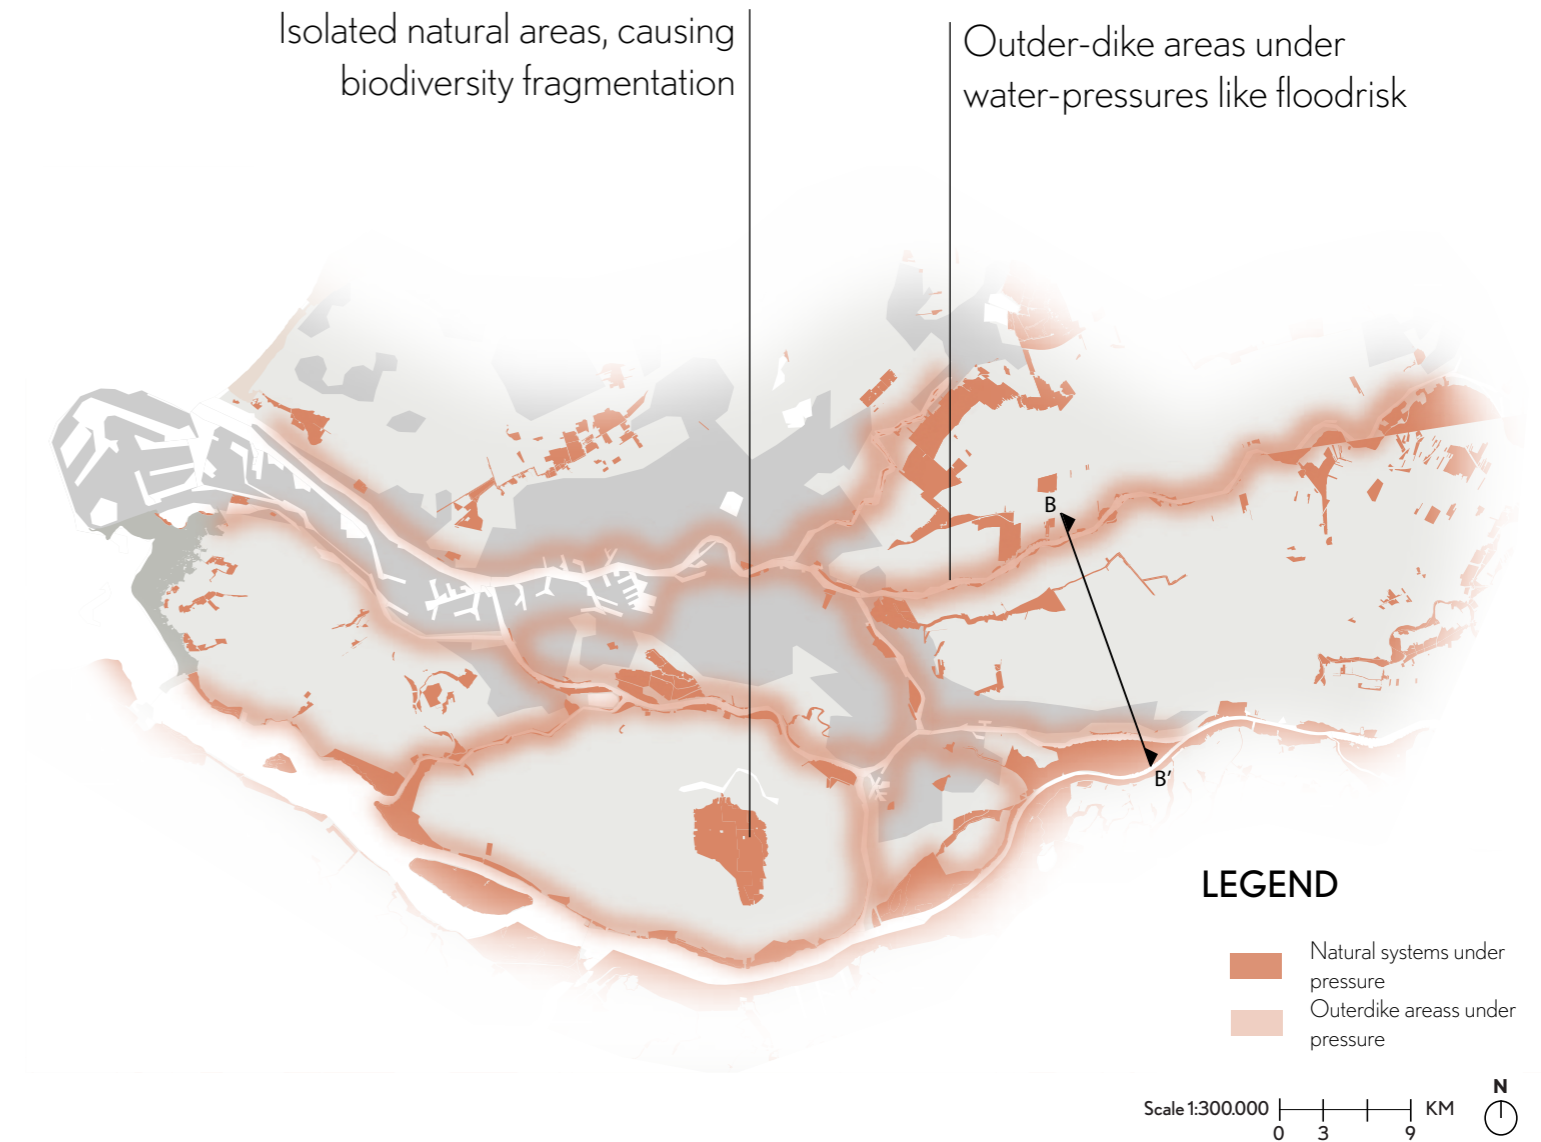 Isolated natural areas, causing
biodiversity fragmentation
Outder-dike areas under
water-pressures like floodrisk
B
B'
LEGEND
Natural systems under
pressure
Outerdike areass under
pressure
N
Scale 1:300.000
KM
0 3 9